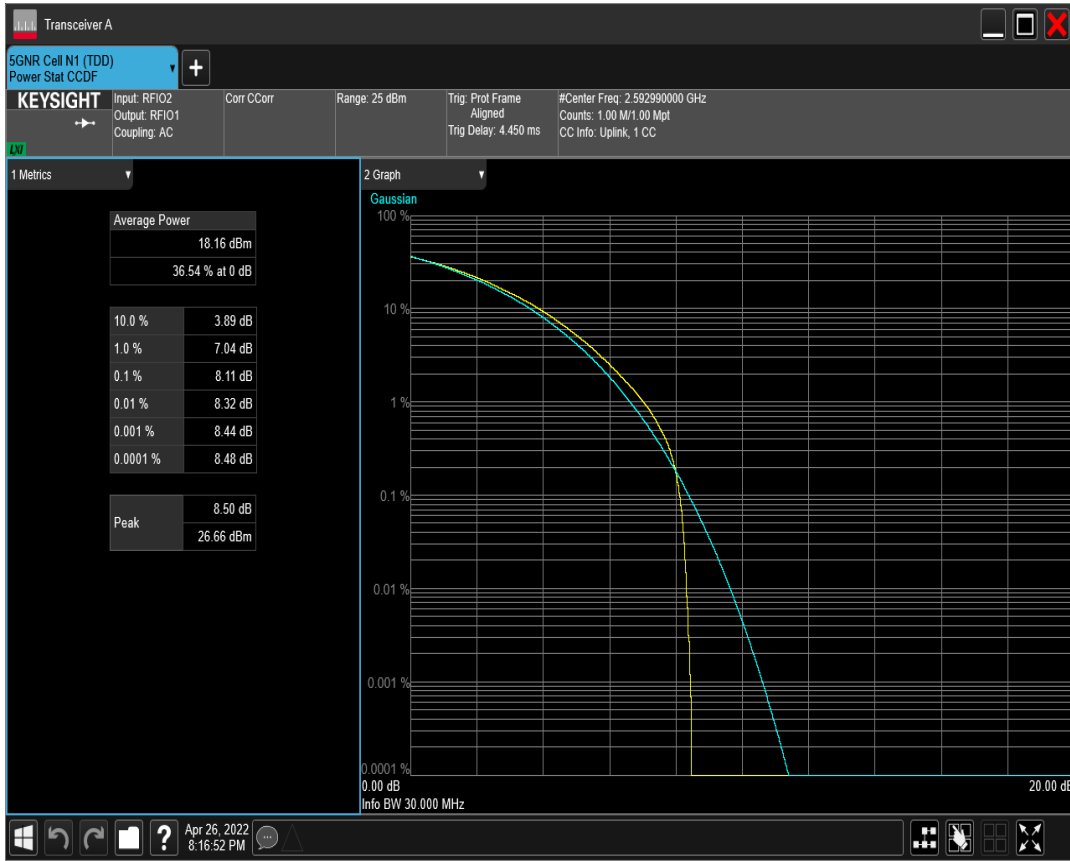 Transceiver A
5GNR Cell N1 (TDD)
Power Stat CCDF
KEYSIGHT
LXI
Input: RFIO2
Output: RFIO1
Coupling: AC
Corr CCorr
Range: 25 dBm
Trig: Prot Frame
Aligned
Trig Delay: 4.450 ms
#Center Freq: 2.592990000 GHz
Counts: 1.00 M/1.00 Mpt
CC Info: Uplink, 1 CC
1 Metrics
Average Power
18.16 dBm
36.54 % at 0 dB
10.0 % 3.89 dB
1.0 % 7.04 dB
0.1 % 8.11 dB
0.01 % 8.32 dB
0.001 % 8.44 dB
0.0001 % 8.48 dB
Peak 8.50 dB
26.66 dBm
2 Graph
Gaussian
100 %
10 %
1 %
0.1 %
0.01 %
0.001 %
0.0001 %
0.00 dB 20.00 dB
Info BW 30.000 MHz
?
Apr 26, 2022
8:16:52 PM